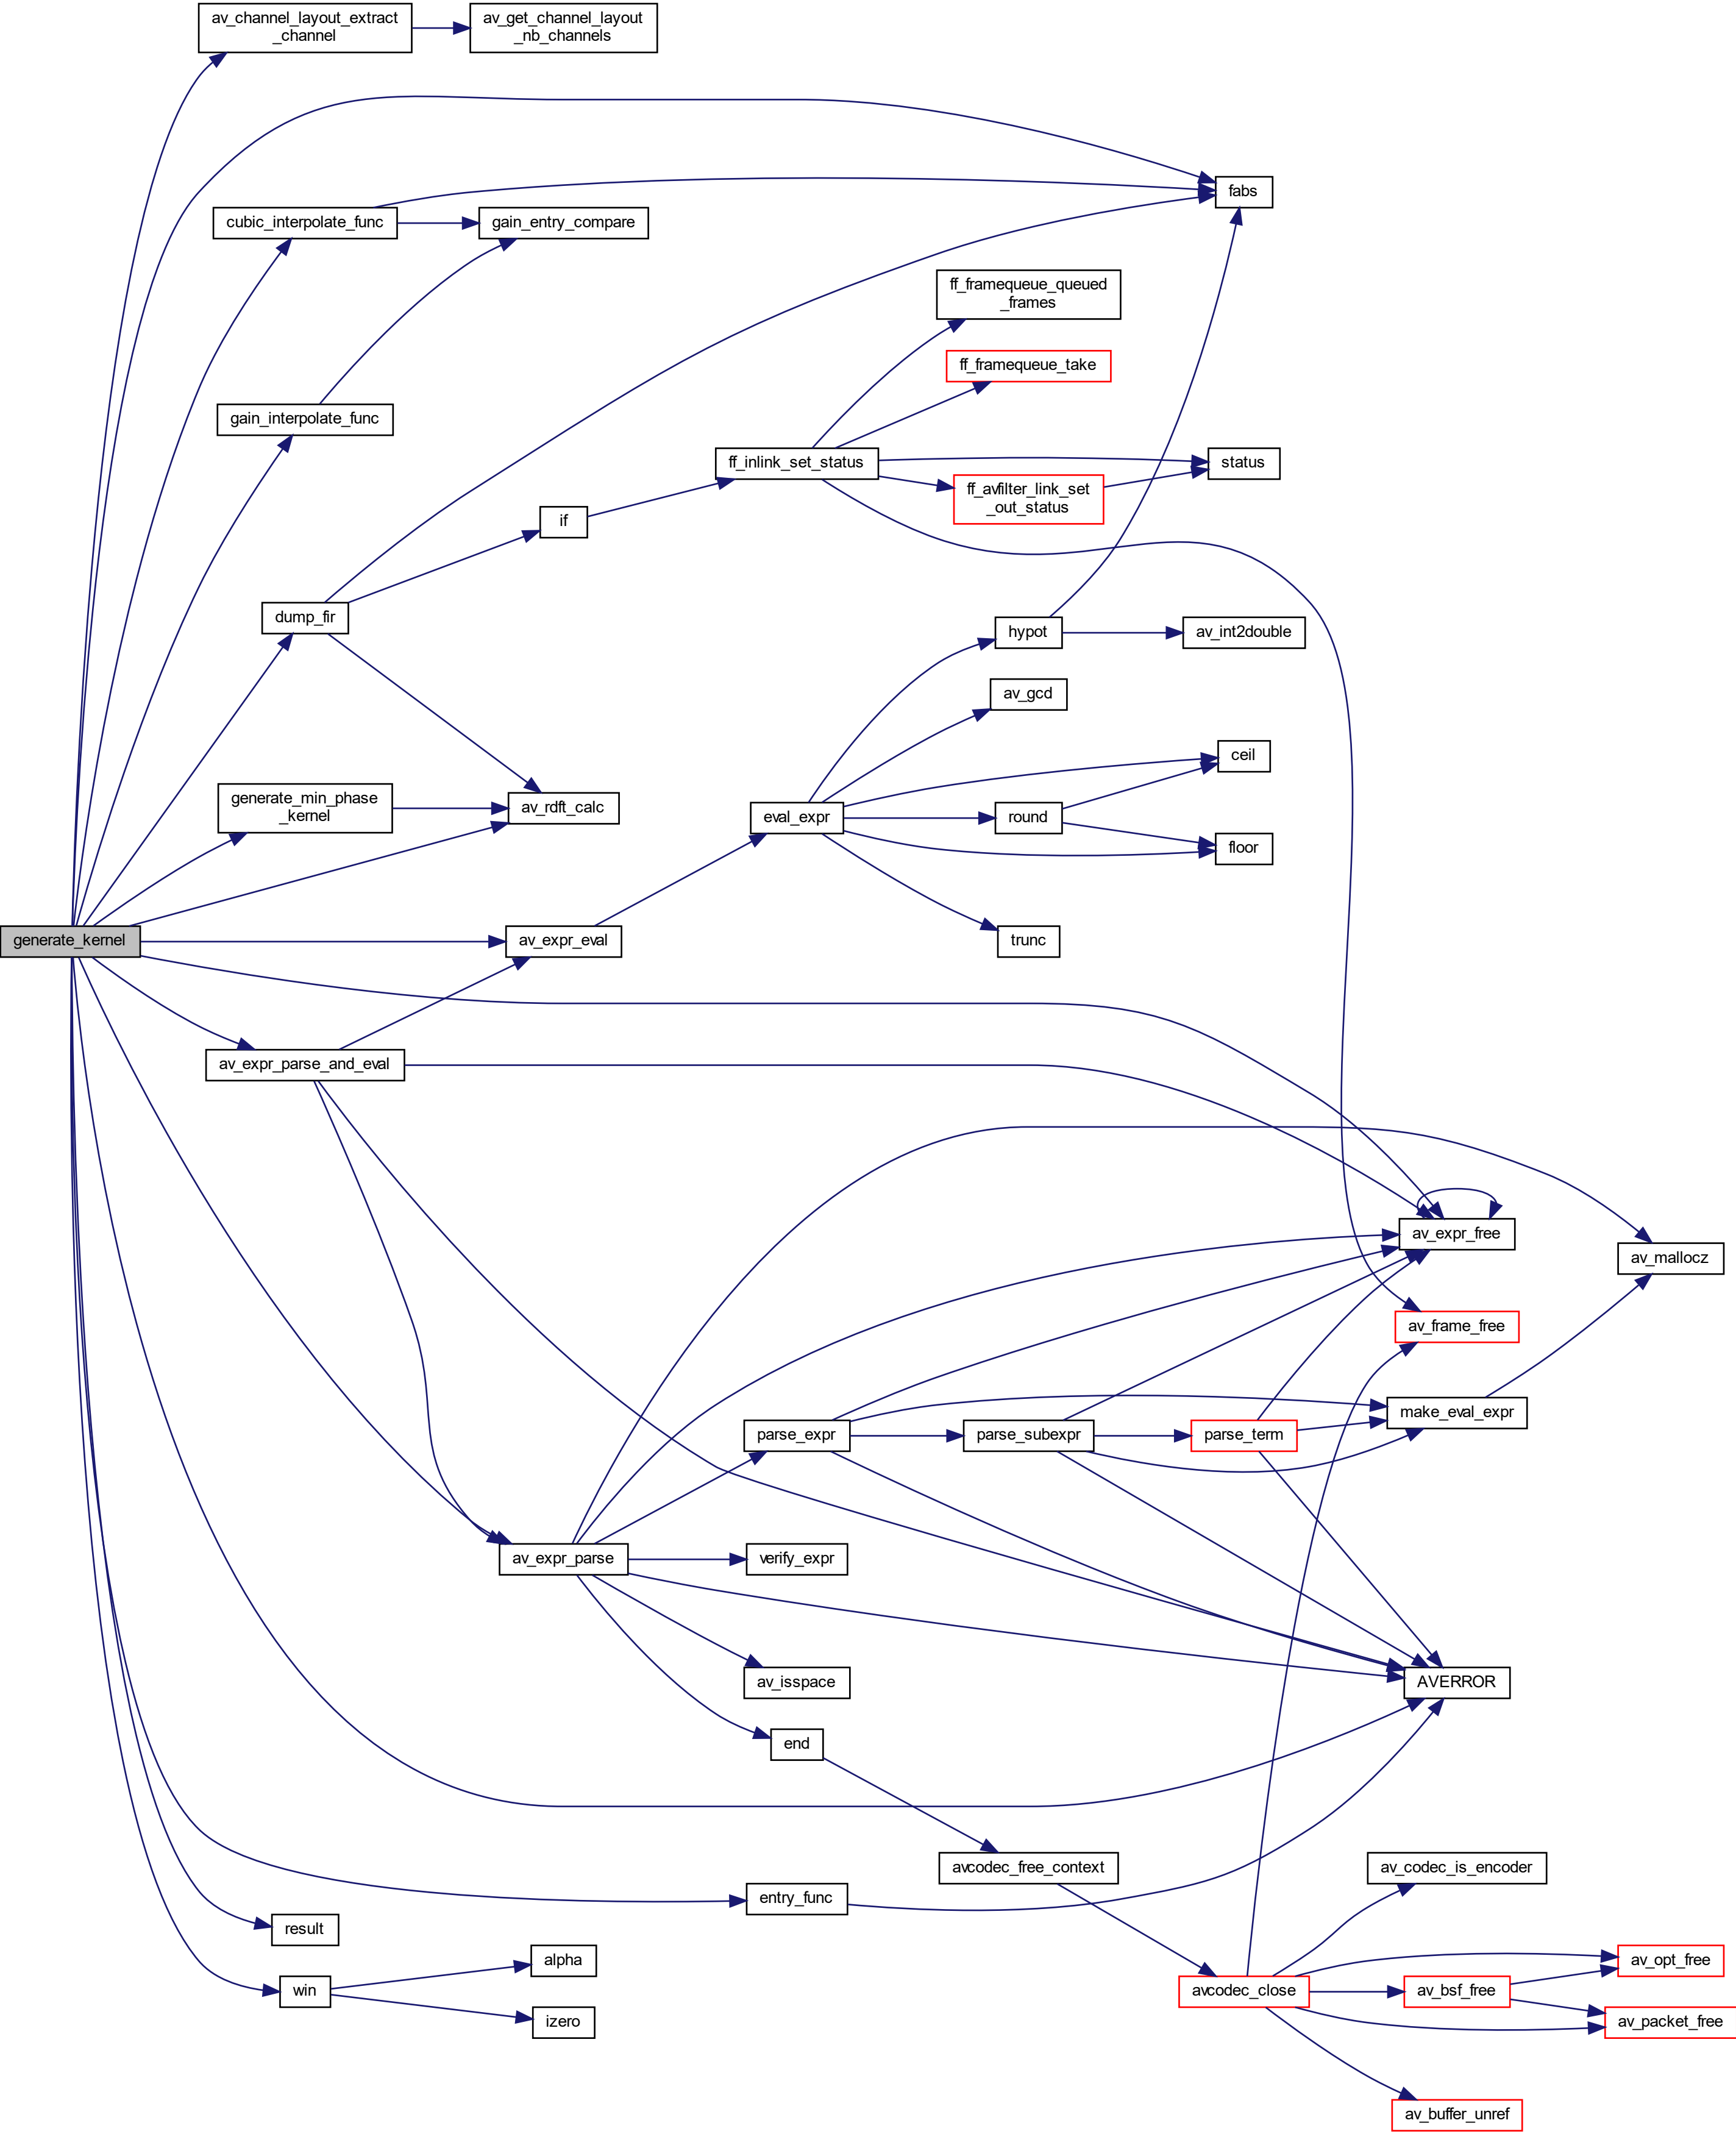 av_channel_layout_extract
_channel
av_get_channel_layout
_nb_channels
fabs
cubic_interpolate_func
gain_entry_compare
ff_framequeue_queued
_frames
ff_framequeue_take
gain_interpolate_func
ff_inlink_set_status
status
ff_avfilter_link_set
_out_status
if
dump_fir
hypot
av_int2double
av_gcd
ceil
generate_min_phase
_kernel
av_rdft_calc
eval_expr
round
floor
generate_kernel
av_expr_eval
trunc
av_expr_parse_and_eval
av_expr_free
av_mallocz
av_frame_free
make_eval_expr
parse_expr
parse_subexpr
parse_term
av_expr_parse
verify_expr
av_isspace
AVERROR
end
avcodec_free_context
av_codec_is_encoder
entry_func
result
alpha
av_opt_free
win
avcodec_close
av_bsf_free
izero
av_packet_free
av_buffer_unref